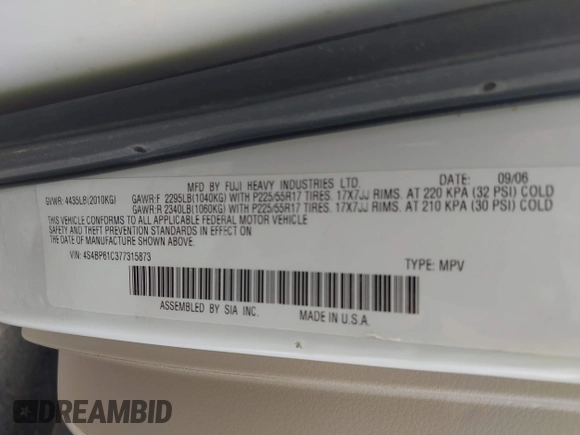 MFD BY FUJI HEAVY INDUSTRIES LTD. DATE: 09/06
GVWR: 4435LB(2010KG) GAWR:F 2295LB(1040KG) WITH P225/55R17 TIRES. 17X7JJ RIMS. AT 220 KPA (32 PSI) COLD
GAWR:R 2340LB(1060KG) WITH P225/55R17 TIRES. 17X7JJ RIMS. AT 210 KPA (30 PSI) COLD
THIS VEHICLE CONFORMS TO ALL APPLICABLE FEDERAL MOTOR VEHICLE
SAFETY AND THEFT PREVENTION STANDARDS IN EFFECT ON
THE DATE OF MANUFACTURE SHOWN ABOVE.
VIN: 4S4BP61C377315873 TYPE: MPV
ASSEMBLED BY SIA INC. MADE IN U.S.A.
A
DREAMBID